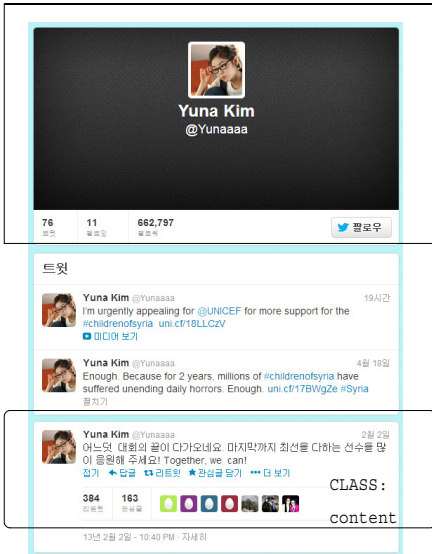 Yuna Kim
@Yunaaaa
76 11 662,797
트윗 팔로잉 팔로워
팔로우
트윗
Yuna Kim @Yunaaaa 19시간
I'm urgently appealing for @UNICEF for more support for the
#childrenofsyria uni.cf/18LLCzV
미디어 보기
Yuna Kim @Yunaaaa 4월 18일
Enough. Because for 2 years, millions of #childrenofsyria have
suffered unending daily horrors. Enough. uni.cf/17BWgZe #Syria
펼치기
Yuna Kim @Yunaaaa 2월 2일
어느덧 대회의 끝이 다가오네요. 마지막까지 최선를 다하는 선수를 많
이 응원해 주세요! Together, we can!
접기 답글 리트윗 관심글 담기 더 보기
384 163
리트윗 관심글
CLASS:
content
13년 2월 2일 - 10:40 PM · 자세히